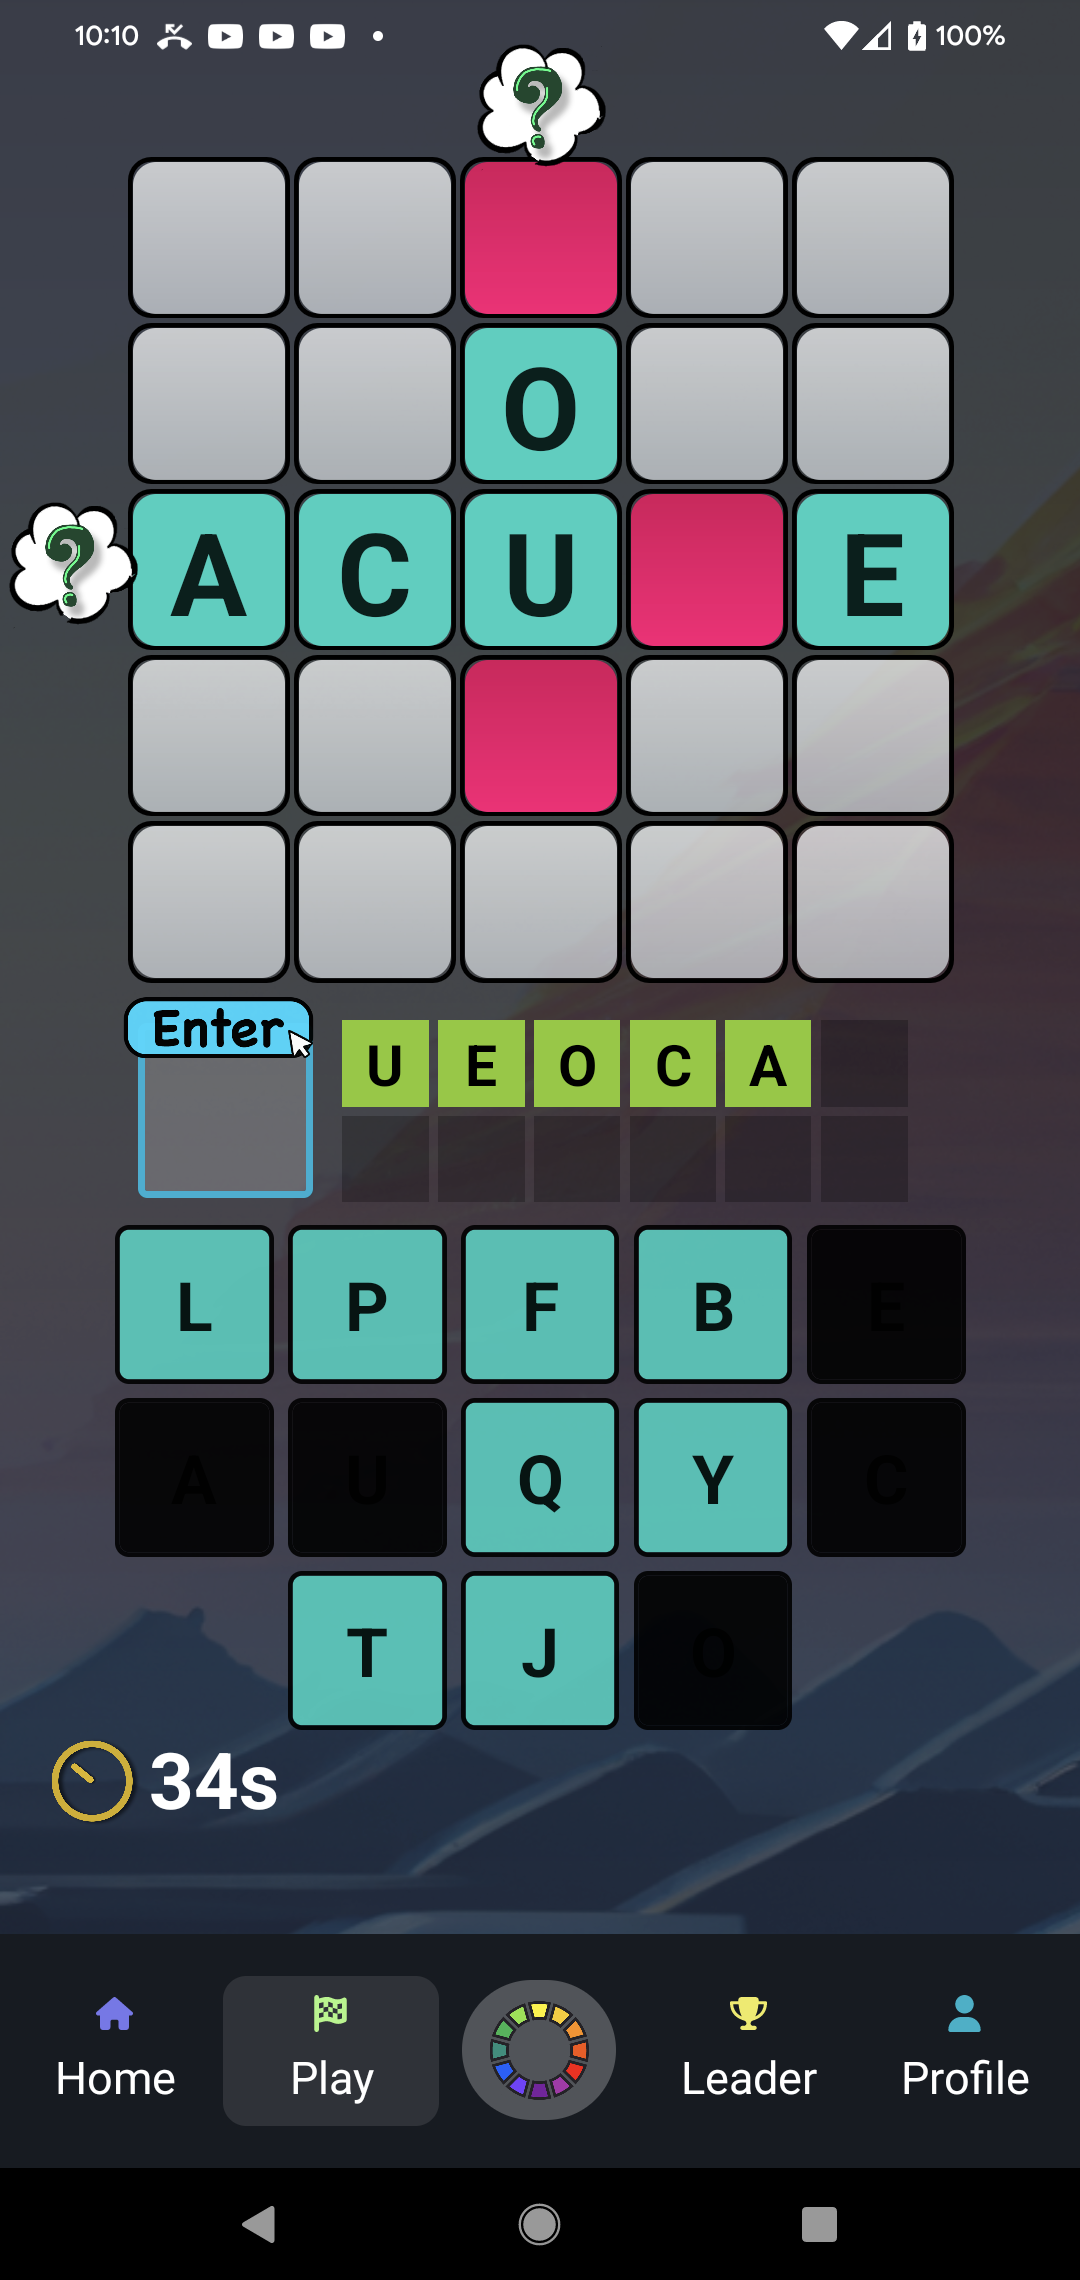 10:10 100%
?
O
? A C U E
Enter
U E O C A
L P F B E
A U Q Y C
T J O
34s
Home Play Leader Profile